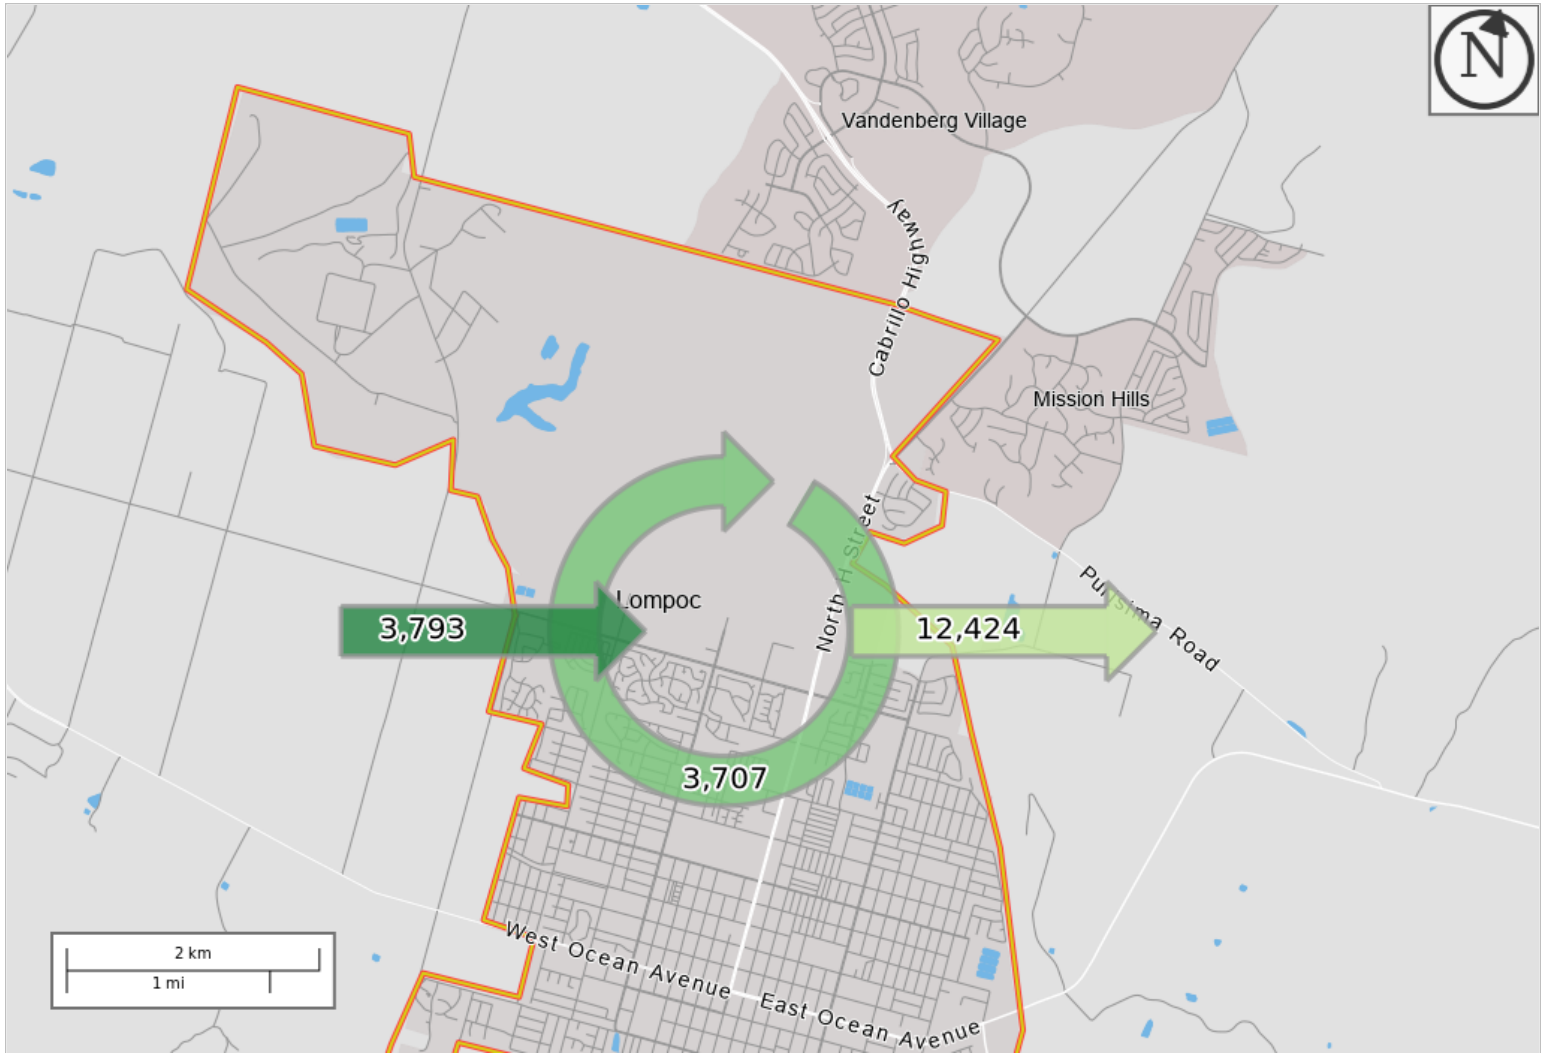 N
Vandenberg Village
Cabrillo Highway
Mission Hills
North H Street
Lompoc
3,793
12,424
Purisima Road
3,707
West Ocean Avenue
East Ocean Avenue
2 km
1 mi